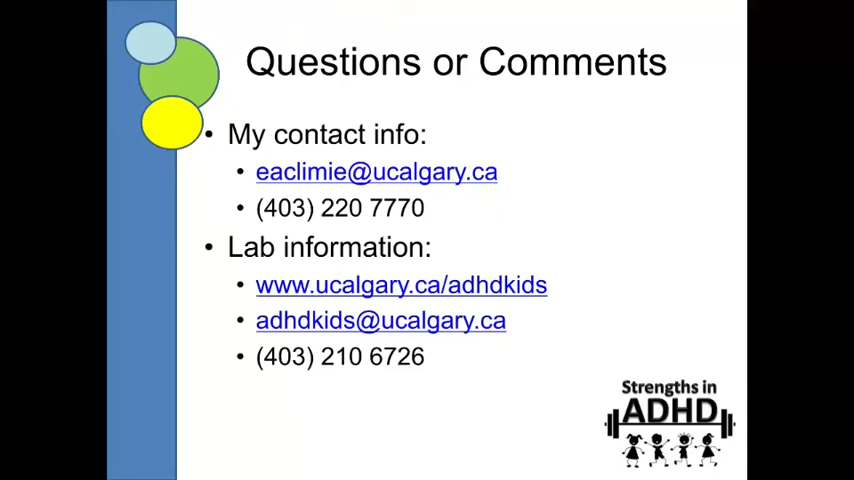 Questions or Comments
• My contact info:
• eaclimie@ucalgary.ca
• (403) 220 7770
• Lab information:
• www.ucalgary.ca/adhdkids
• adhdkids@ucalgary.ca
• (403) 210 6726
Strengths in
ADHD